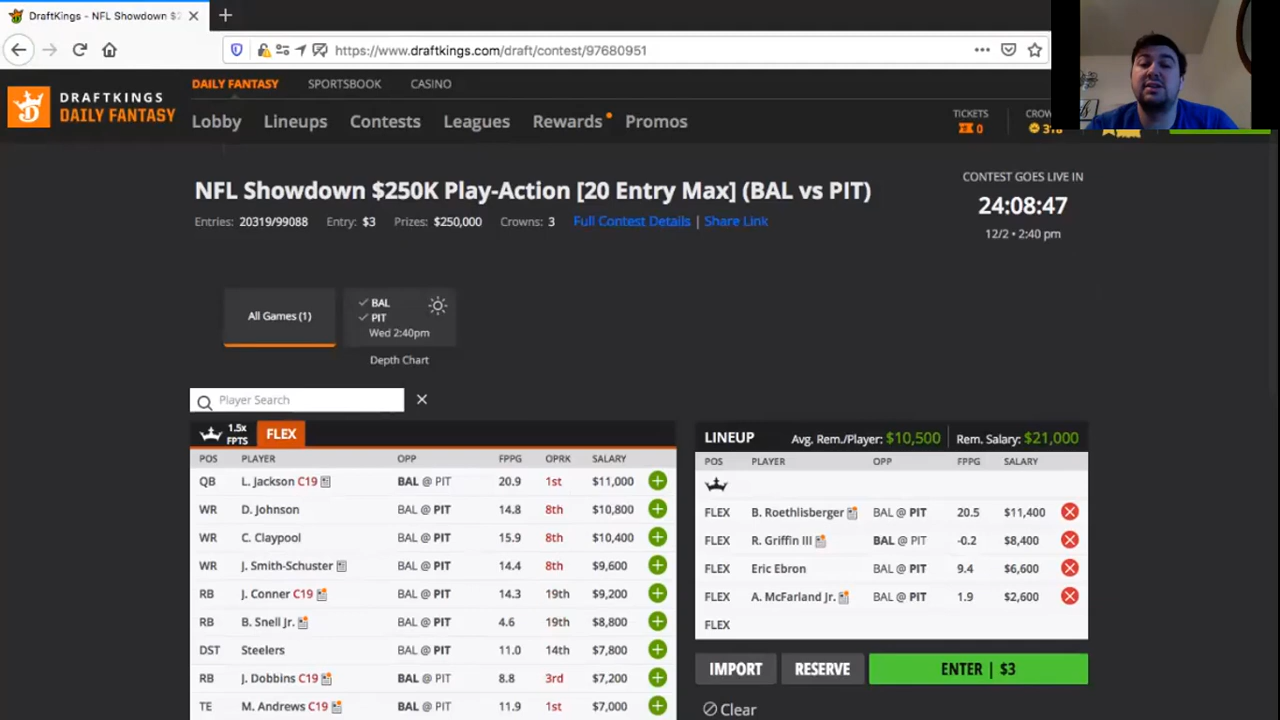 DraftKings - NFL Showdown $2
https://www.draftkings.com/draft/contest/97680951
DRAFTKINGS
DAILY FANTASY
DAILY FANTASY SPORTSBOOK CASINO
Lobby Lineups Contests Leagues Rewards Promos
TICKETS
0
NFL Showdown $250K Play-Action [20 Entry Max] (BAL vs PIT)
Entries: 20319/99088 Entry: $3 Prizes: $250,000 Crowns: 3 Full Contest Details | Share Link
CONTEST GOES LIVE IN
24:08:47
12/2 • 2:40 pm
All Games (1)
BAL
PIT
Wed 2:40pm
Depth Chart
Player Search
1.5x
FPTS
FLEX
POS PLAYER OPP FPPG OPRK SALARY
QB L. Jackson C19 BAL @ PIT 20.9 1st $11,000
WR D. Johnson BAL @ PIT 14.8 8th $10,800
WR C. Claypool BAL @ PIT 15.9 8th $10,400
WR J. Smith-Schuster BAL @ PIT 14.4 8th $9,600
RB J. Conner C19 BAL @ PIT 14.3 19th $9,200
RB B. Snell Jr. BAL @ PIT 4.6 19th $8,800
DST Steelers BAL @ PIT 11.0 14th $7,800
RB J. Dobbins C19 BAL @ PIT 8.8 3rd $7,200
TE M. Andrews C19 BAL @ PIT 11.9 1st $7,000
LINEUP Avg. Rem./Player: $10,500 Rem. Salary: $21,000
POS PLAYER OPP FPPG SALARY
FLEX B. Roethlisberger BAL @ PIT 20.5 $11,400
FLEX R. Griffin III BAL @ PIT -0.2 $8,400
FLEX Eric Ebron BAL @ PIT 9.4 $6,600
FLEX A. McFarland Jr. BAL @ PIT 1.9 $2,600
FLEX
IMPORT RESERVE ENTER | $3
Clear